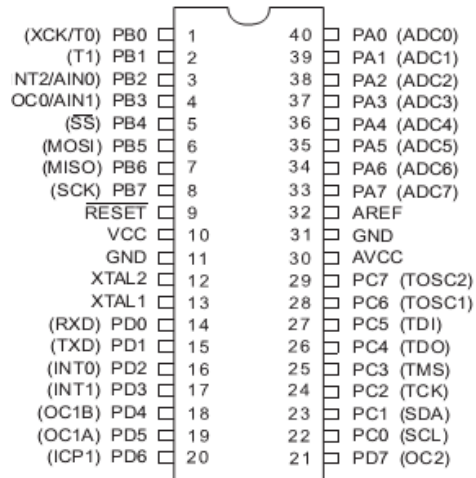 (XCK/T0) PB0 1 40 PA0 (ADC0)
(T1) PB1 2 39 PA1 (ADC1)
NT2/AIN0) PB2 3 38 PA2 (ADC2)
OC0/AIN1) PB3 4 37 PA3 (ADC3)
(SS) PB4 5 36 PA4 (ADC4)
(MOSI) PB5 6 35 PA5 (ADC5)
(MISO) PB6 7 34 PA6 (ADC6)
(SCK) PB7 8 33 PA7 (ADC7)
RESET 9 32 AREF
VCC 10 31 GND
GND 11 30 AVCC
XTAL2 12 29 PC7 (TOSC2)
XTAL1 13 28 PC6 (TOSC1)
(RXD) PD0 14 27 PC5 (TDI)
(TXD) PD1 15 26 PC4 (TDO)
(INT0) PD2 16 25 PC3 (TMS)
(INT1) PD3 17 24 PC2 (TCK)
(OC1B) PD4 18 23 PC1 (SDA)
(OC1A) PD5 19 22 PC0 (SCL)
(ICP1) PD6 20 21 PD7 (OC2)